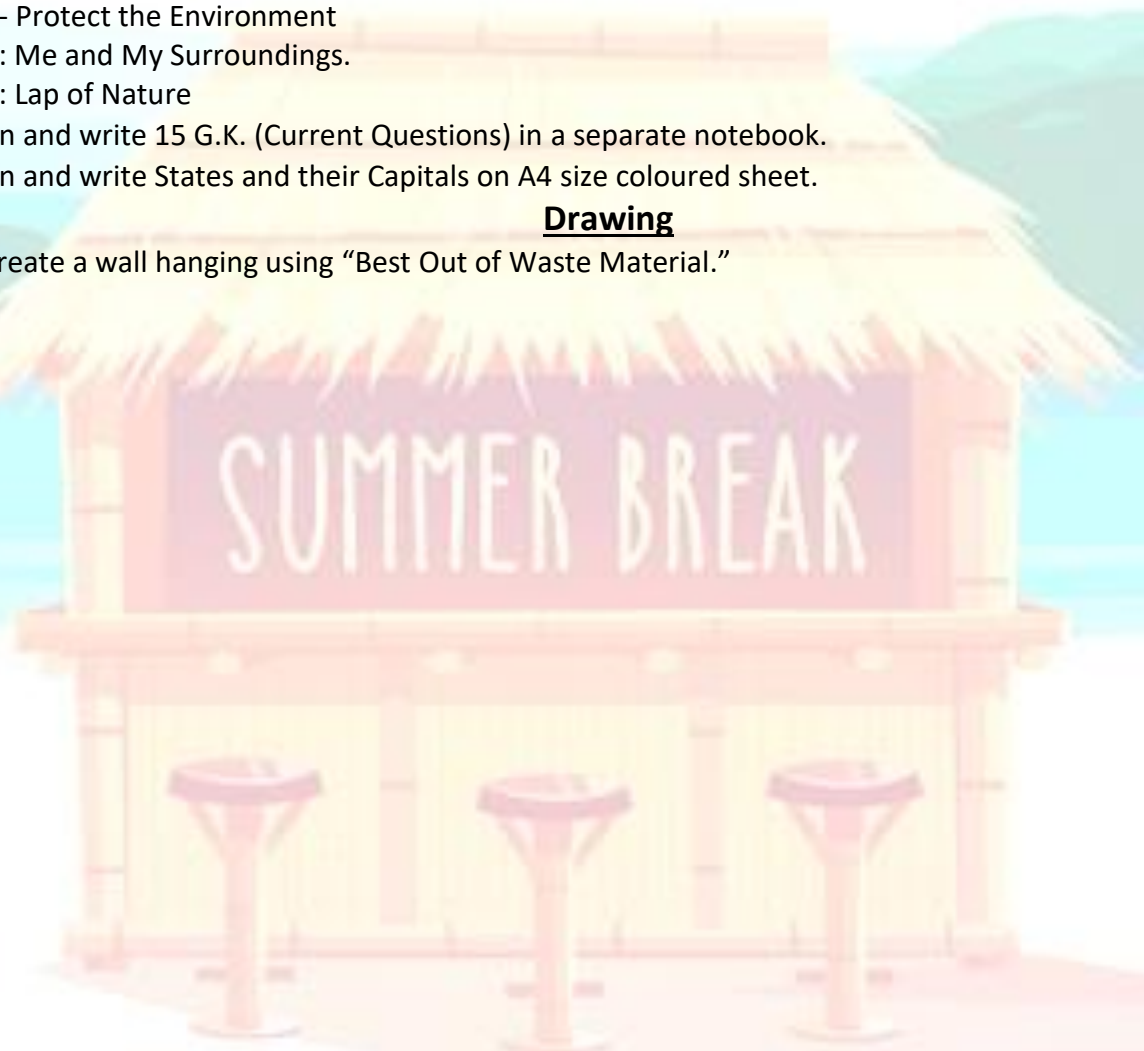 - Protect the Environment
: Me and My Surroundings.
: Lap of Nature
n and write 15 G.K. (Current Questions) in a separate notebook.
n and write States and their Capitals on A4 size coloured sheet.
Drawing
reate a wall hanging using “Best Out of Waste Material.”
SUMMER BREAK